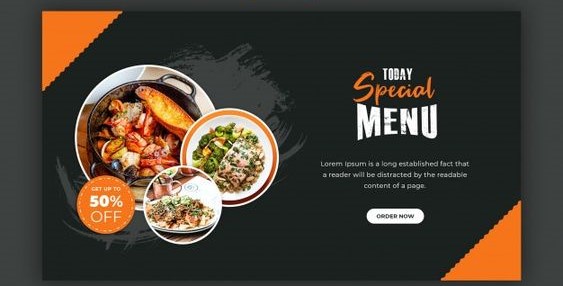 TODAY
Special
MENU
Lorem Ipsum is a long established fact that
a reader will be distracted by the readable
content of a page.
ORDER NOW
GET UP TO
50%
OFF